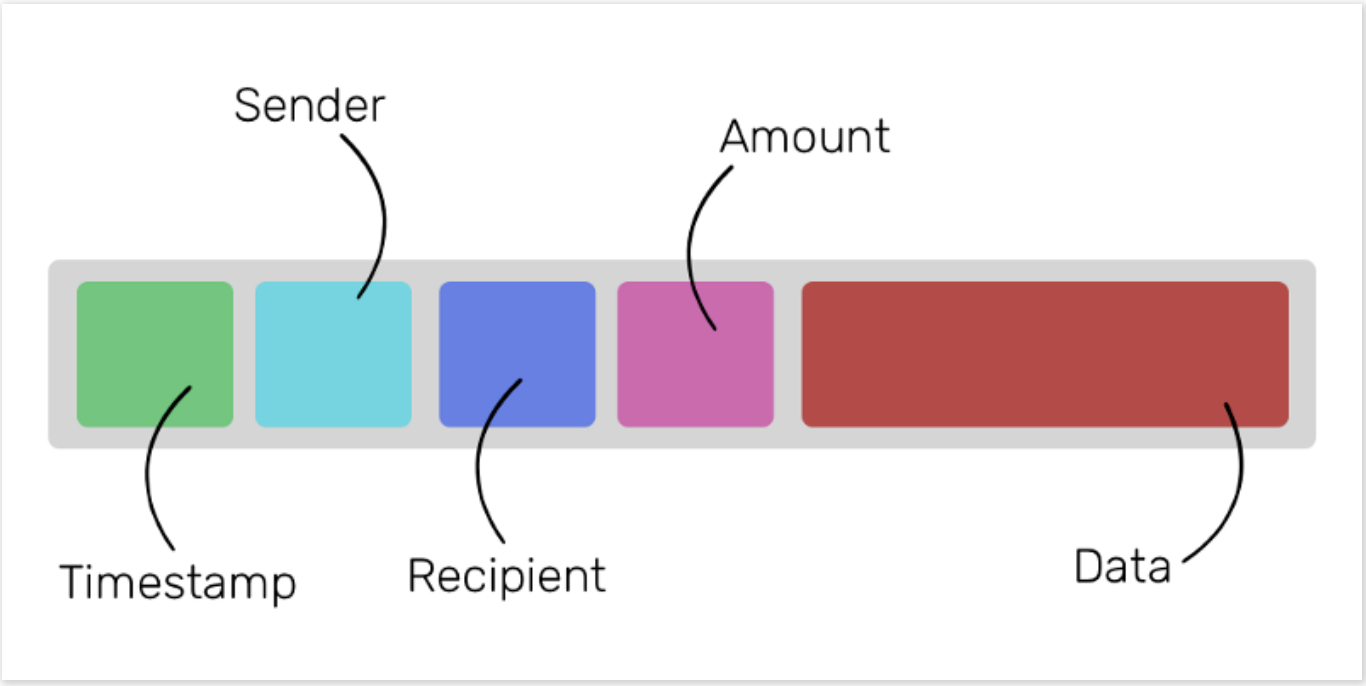 Sender
Amount
Timestamp
Recipient
Data